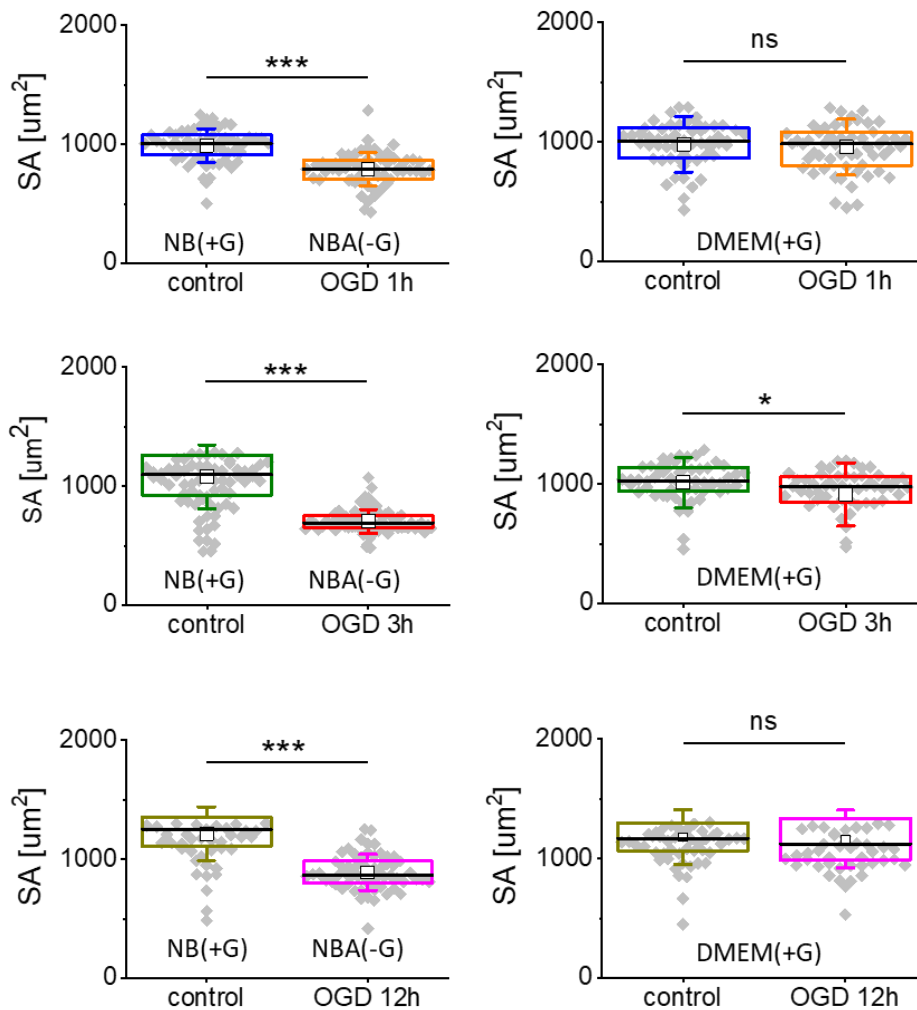 2000
***
SA [um²]
1000
NB(+G) NBA(-G)
0
control OGD 1h
2000
ns
SA [um²]
1000
DMEM(+G)
0
control OGD 1h
2000
***
SA [um²]
1000
NB(+G) NBA(-G)
0
control OGD 3h
2000
*
SA [um²]
1000
DMEM(+G)
0
control OGD 3h
2000
***
SA [um²]
1000
NB(+G) NBA(-G)
0
control OGD 12h
2000
ns
SA [um²]
1000
DMEM(+G)
0
control OGD 12h